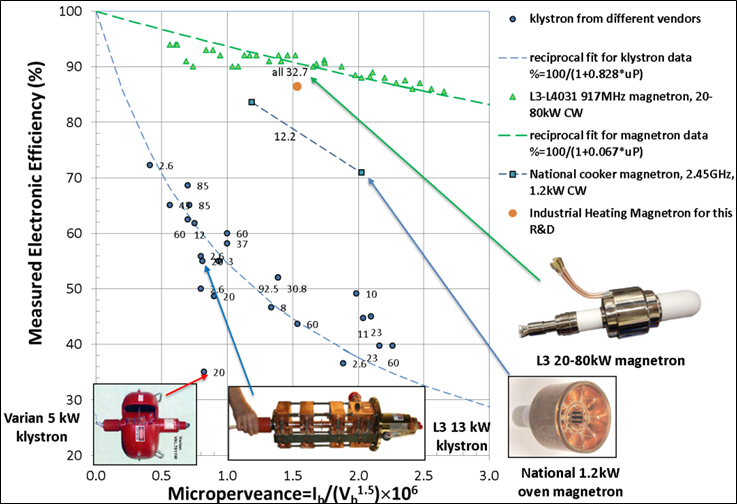 100
90
80
70
60
50
40
30
20
Measured Electronic Efficiency (%)
0.0 0.5 1.0 1.5 2.0 2.5 3.0
Microperveance=I_b/(V_b^1.5)×10^6
klystron from different vendors
reciprocal fit for klystron data
%=100/(1+0.828*uP)
L3-L4031 917MHz magnetron, 20-
80kW CW
reciprocal fit for magnetron data
%=100/(1+0.067*uP)
National cooker magnetron, 2.45GHz,
1.2kW CW
Industrial Heating Magnetron for this
R&D
all 32.7
12.2
2.6
85
43 85
60 12
60
37
2.6
3
2.6
20
92.5 30.8
8
60
10
11 23
23 60
2.6
20
Varian 5 kW
klystron
L3 13 kW
klystron
L3 20-80kW magnetron
National 1.2kW
oven magnetron